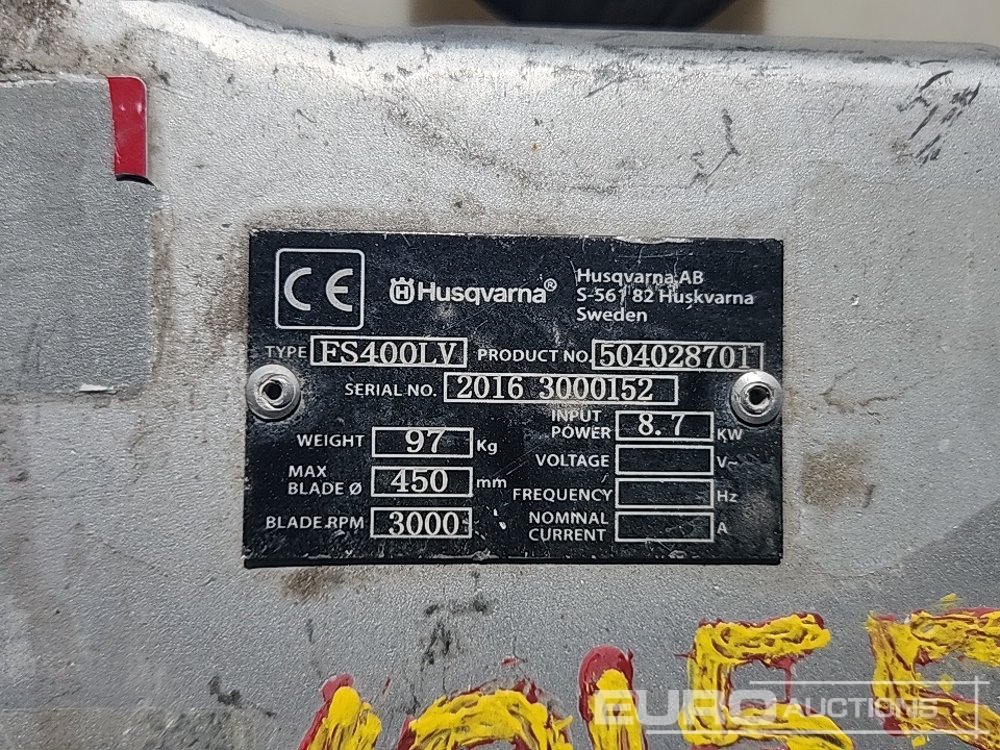 CE Husqvarna® Husqvarna AB
S-561 82 Huskvarna
Sweden
TYPE FS400LV PRODUCT NO. 504028701
SERIAL NO. 2016 3000152
WEIGHT 97 Kg INPUT POWER 8.7 KW
MAX BLADE Ø 450 mm VOLTAGE V~
FREQUENCY Hz
BLADE RPM 3000 NOMINAL CURRENT A
EURO AUCTIONS